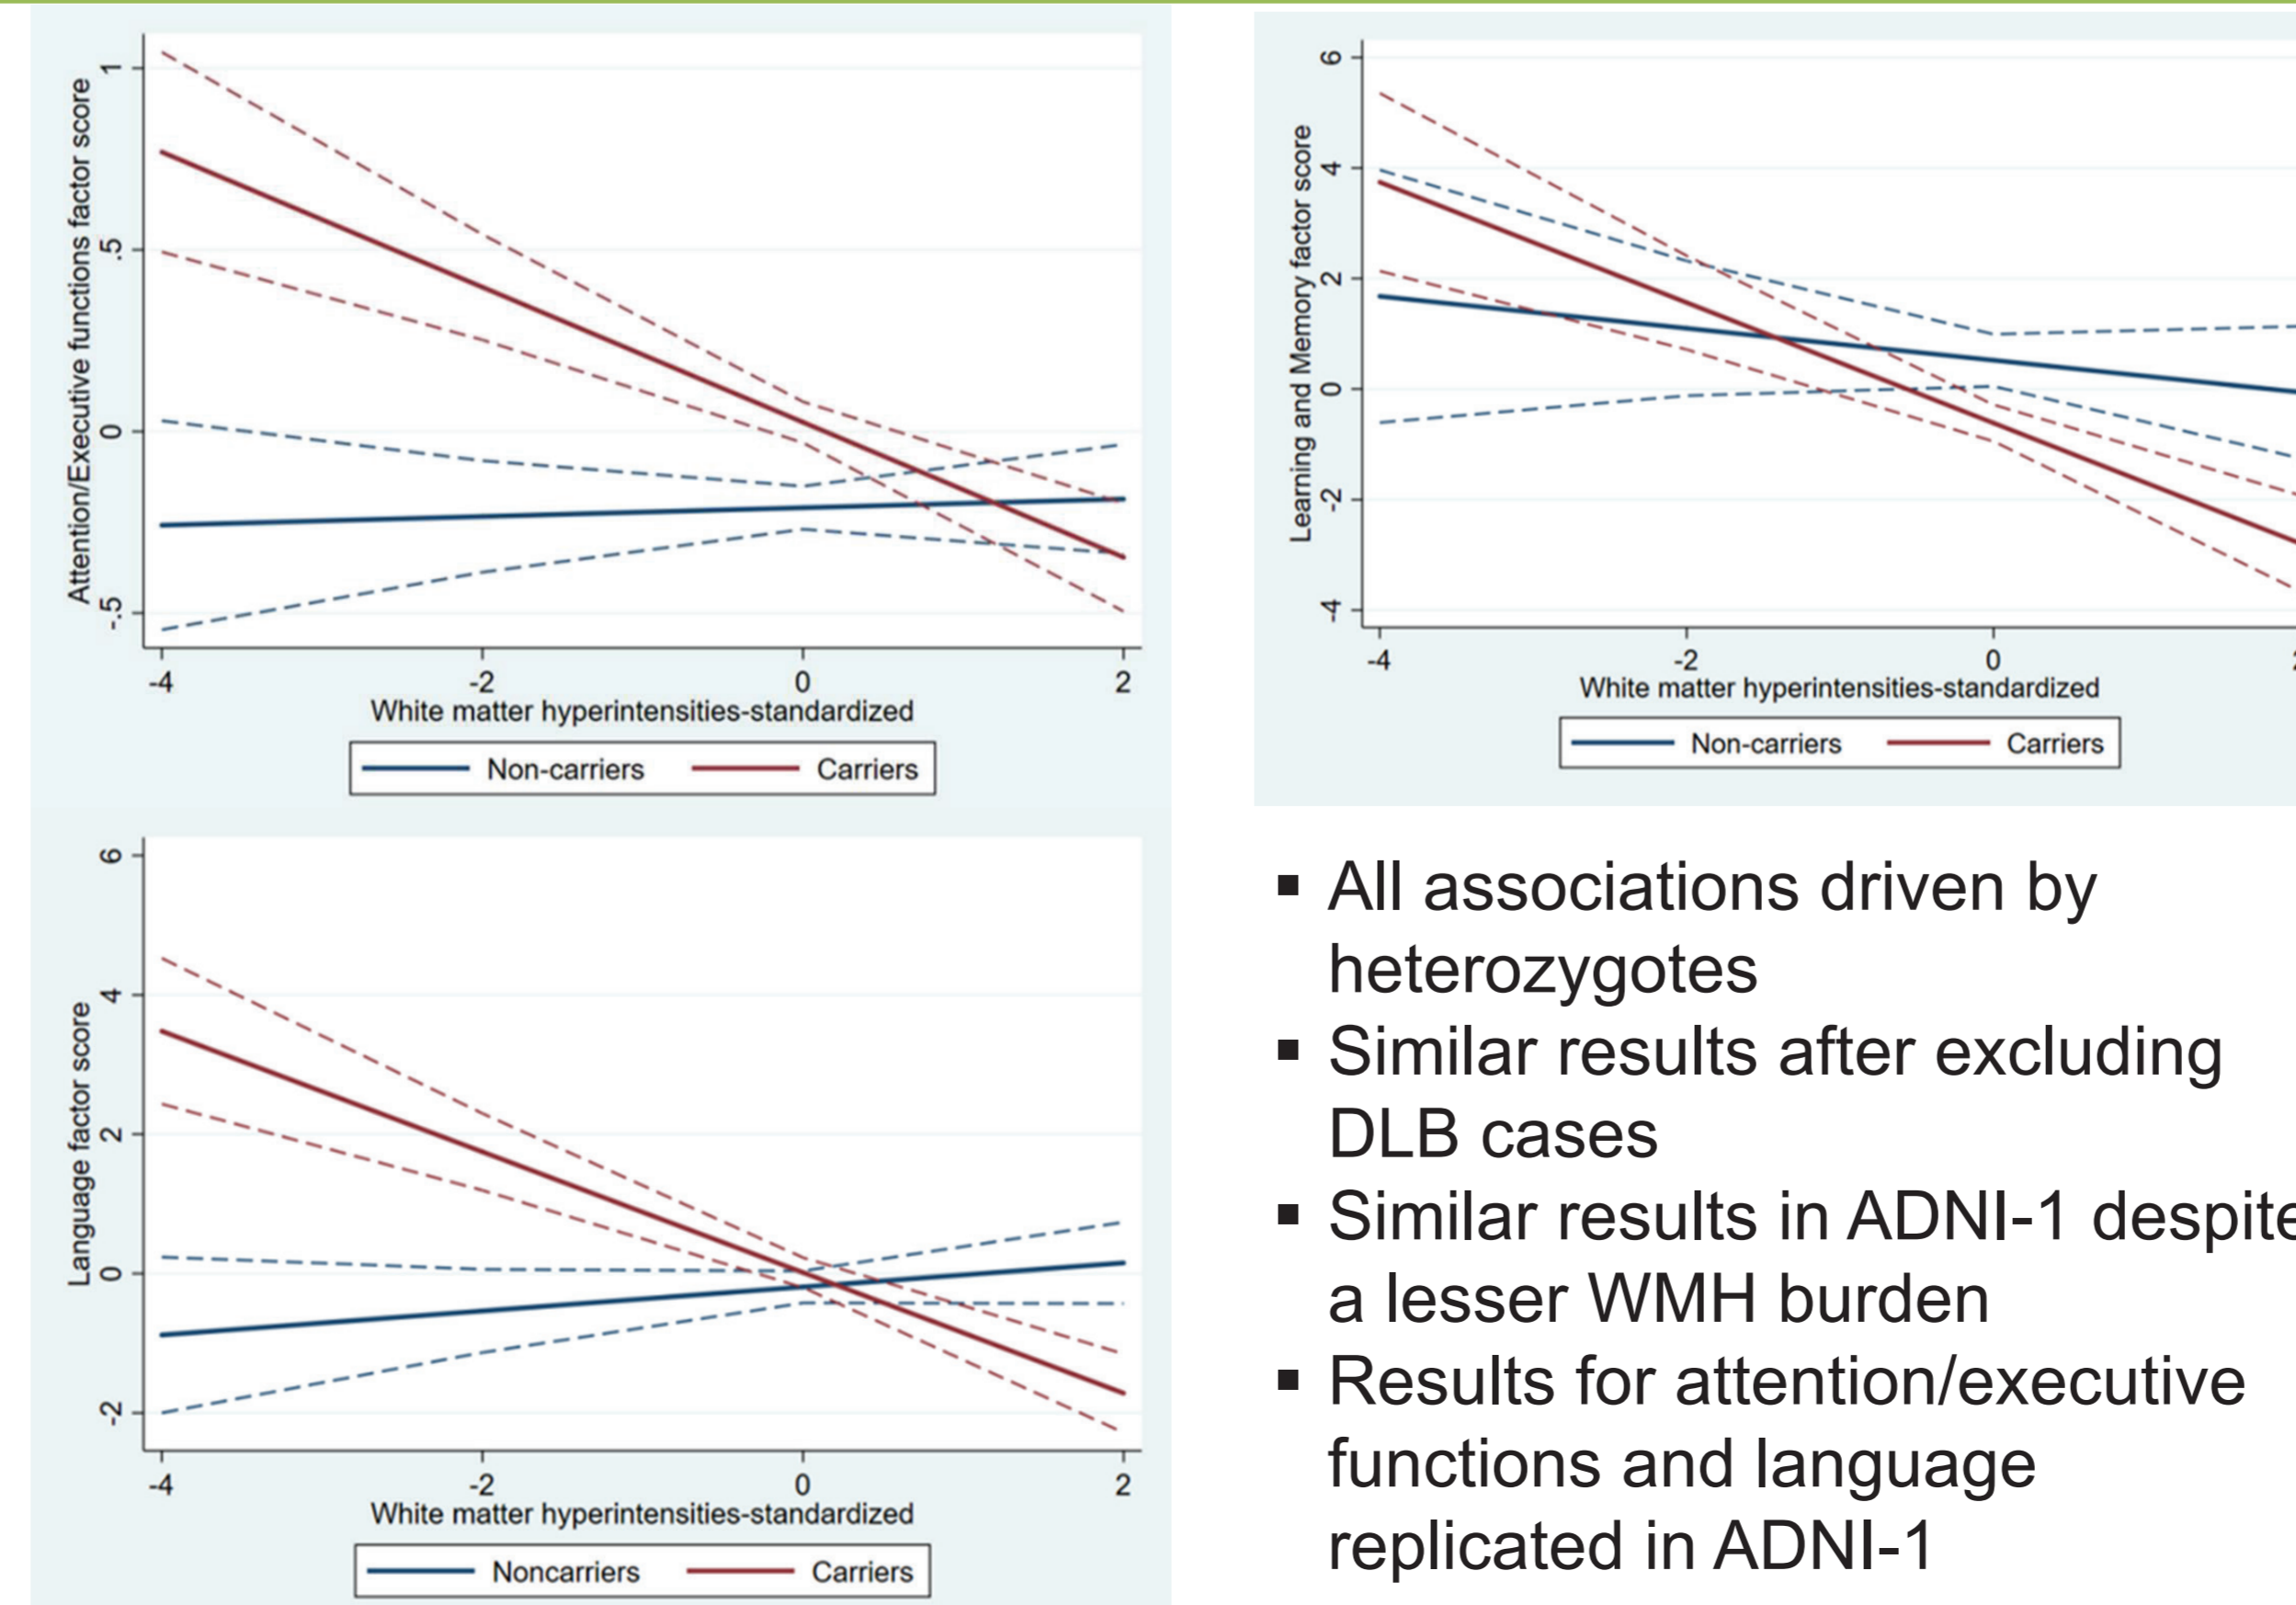 Attention/Executive functions factor score
1
.5
0
-.5
-4 -2 0 2
White matter hyperintensities-standardized
Non-carriers Carriers
Learning and Memory factor score
6
4
2
0
-2
-4
-4 -2 0 2
White matter hyperintensities-standardized
Non-carriers Carriers
Language factor score
6
4
2
0
-2
-4 -2 0 2
White matter hyperintensities-standardized
Noncarriers Carriers
▪ All associations driven by
heterozygotes
▪ Similar results after excluding
DLB cases
▪ Similar results in ADNI-1 despite
a lesser WMH burden
▪ Results for attention/executive
functions and language
replicated in ADNI-1